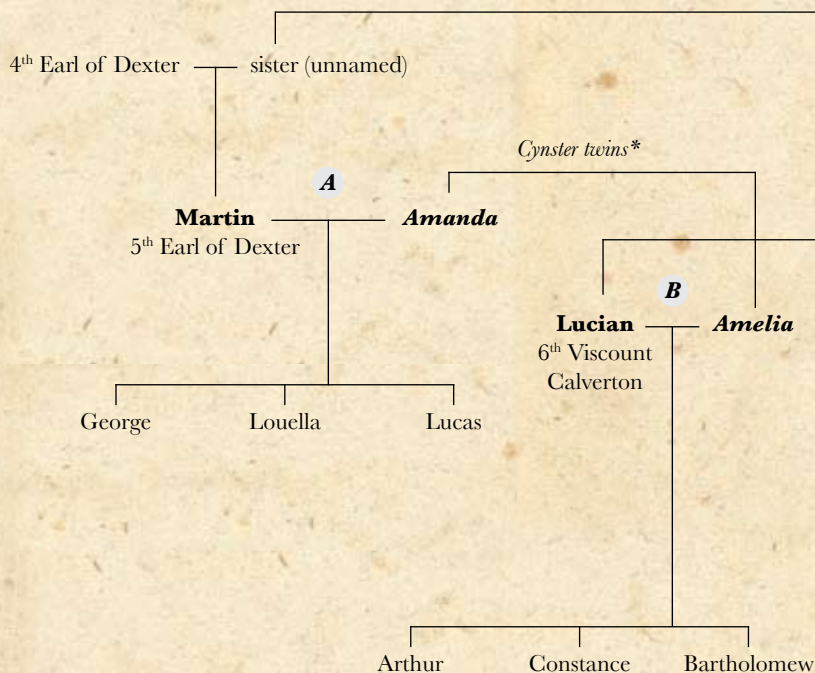 4th Earl of Dexter
sister (unnamed)
Cynster twins*
A
Martin
Amanda
5th Earl of Dexter
B
Lucian
Amelia
6th Viscount
Calverton
George
Louella
Lucas
Arthur
Constance
Bartholomew